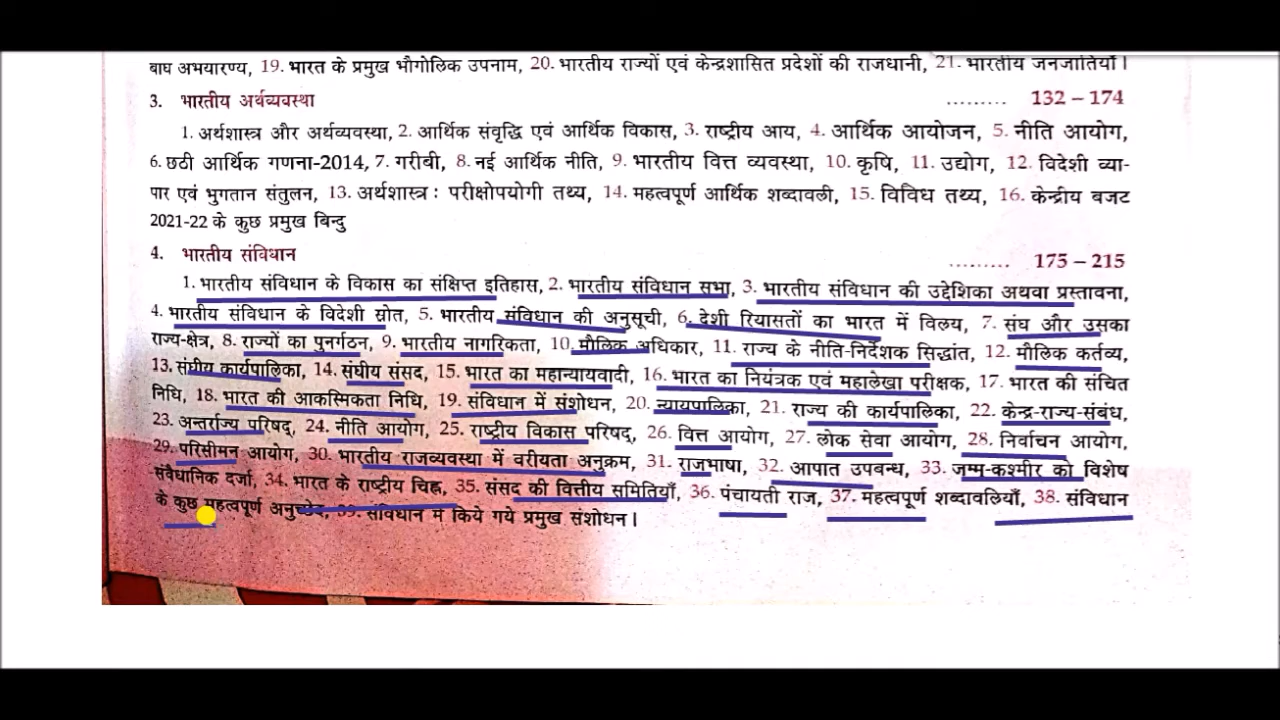 बाघ अभयारण्य, 19. भारत के प्रमुख भौगोलिक उपनाम, 20. भारतीय राज्यों एवं केन्द्रशासित प्रदेशों की राजधानी, 21. भारतीय जनजातियाँ।
3. भारतीय अर्थव्यवस्था ......... 132 – 174
1. अर्थशास्त्र और अर्थव्यवस्था, 2. आर्थिक संवृद्धि एवं आर्थिक विकास, 3. राष्ट्रीय आय, 4. आर्थिक आयोजन, 5. नीति आयोग,
6. छठी आर्थिक गणना-2014, 7. गरीबी, 8. नई आर्थिक नीति, 9. भारतीय वित्त व्यवस्था, 10. कृषि, 11. उद्योग, 12. विदेशी व्या-
पार एवं भुगतान संतुलन, 13. अर्थशास्त्र : परीक्षोपयोगी तथ्य, 14. महत्वपूर्ण आर्थिक शब्दावली, 15. विविध तथ्य, 16. केन्द्रीय बजट
2021-22 के कुछ प्रमुख बिन्दु
4. भारतीय संविधान ......... 175 – 215
1. भारतीय संविधान के विकास का संक्षिप्त इतिहास, 2. भारतीय संविधान सभा, 3. भारतीय संविधान की उद्देशिका अथवा प्रस्तावना,
4. भारतीय संविधान के विदेशी स्रोत, 5. भारतीय संविधान की अनुसूची, 6. देशी रियासतों का भारत में विलय, 7. संघ और उसका
राज्य-क्षेत्र, 8. राज्यों का पुनर्गठन, 9. भारतीय नागरिकता, 10. मौलिक अधिकार, 11. राज्य के नीति-निर्देशक सिद्धांत, 12. मौलिक कर्तव्य,
13. संघीय कार्यपालिका, 14. संघीय संसद, 15. भारत का महान्यायवादी, 16. भारत का नियंत्रक एवं महालेखा परीक्षक, 17. भारत की संचित
निधि, 18. भारत की आकस्मिकता निधि, 19. संविधान में संशोधन, 20. न्यायपालिका, 21. राज्य की कार्यपालिका, 22. केन्द्र-राज्य-संबंध,
23. अन्तर्राज्य परिषद्, 24. नीति आयोग, 25. राष्ट्रीय विकास परिषद्, 26. वित्त आयोग, 27. लोक सेवा आयोग, 28. निर्वाचन आयोग,
29. परिसीमन आयोग, 30. भारतीय राजव्यवस्था में वरीयता अनुक्रम, 31. राजभाषा, 32. आपात उपबन्ध, 33. जम्मू-कश्मीर को विशेष
संवैधानिक दर्जा, 34. भारत के राष्ट्रीय चिह्न, 35. संसद की वित्तीय समितियाँ, 36. पंचायती राज, 37. महत्वपूर्ण शब्दावलियाँ, 38. संविधान
के कुछ महत्वपूर्ण अनुच्छेद, 39. संविधान में किये गये प्रमुख संशोधन।